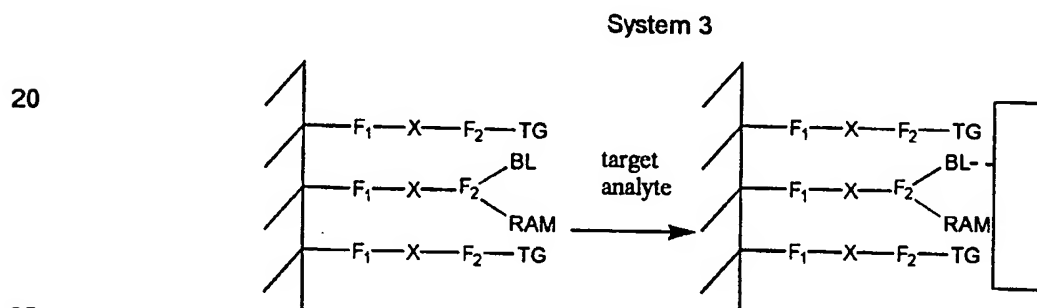 System 3
20
F₁—X—F₂—TG
BL
target
analyte
F₁—X—F₂
RAM
F₁—X—F₂—TG
F₁—X—F₂—TG
BL-
F₁—X—F₂
RAM
F₁—X—F₂—TG